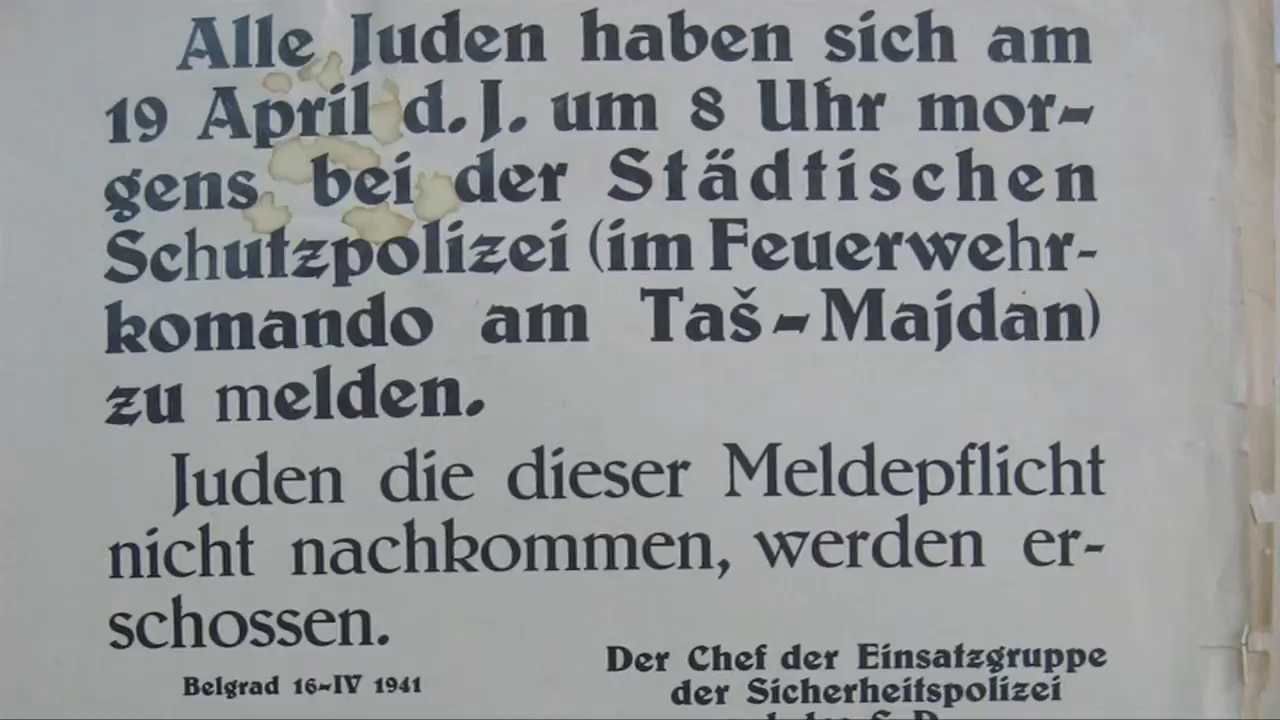 Alle Juden haben sich am
19 April d. J. um 8 Uhr mor-
gens bei der Städtischen
Schutzpolizei (im Feuerwehr-
komando am Taš-Majdan)
zu melden.
Juden die dieser Meldepflicht
nicht nachkommen, werden er-
schossen.
Belgrad 16-IV 1941
Der Chef der Einsatzgruppe
der Sicherheitspolizei